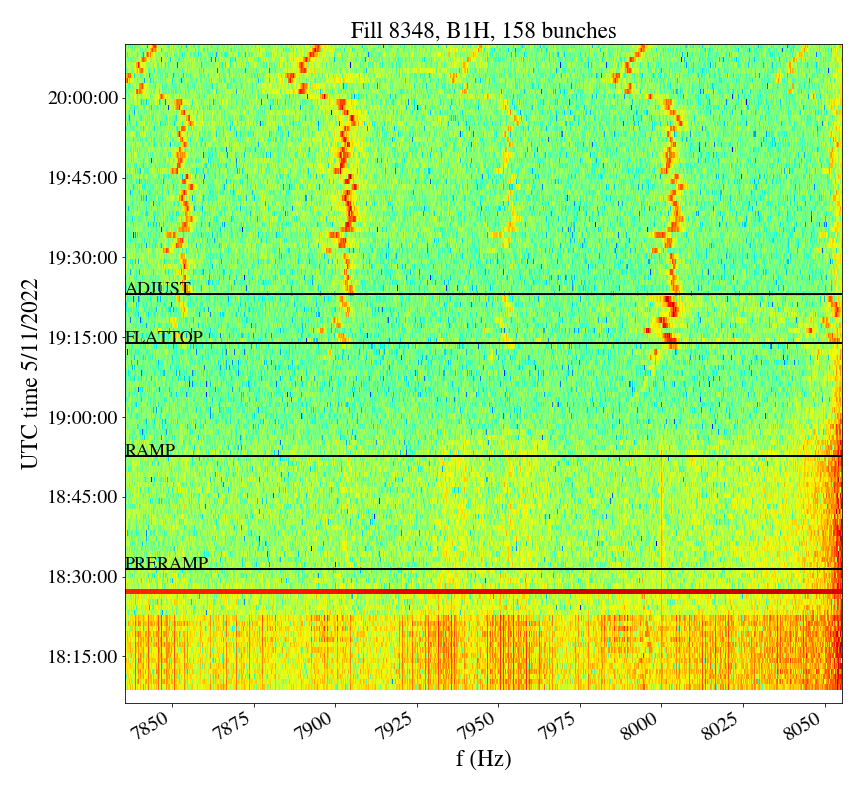 Fill 8348, B1H, 158 bunches
20:00:00
19:45:00
19:30:00
ADJUST
19:15:00
FLATTOP
19:00:00
RAMP
18:45:00
PRERAMP
18:30:00
18:15:00
UTC time 5/11/2022
7850
7875
7900
7925
7950
7975
8000
8025
8050
f (Hz)